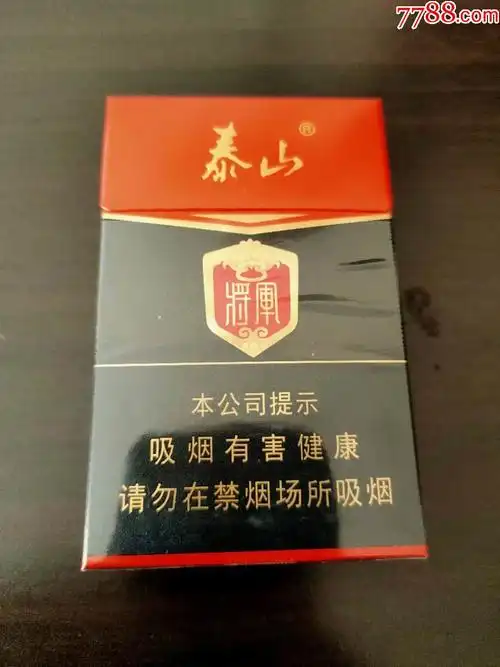 7788.com
泰山®
将軍
本公司提示
吸烟有害健康
请勿在禁烟场所吸烟